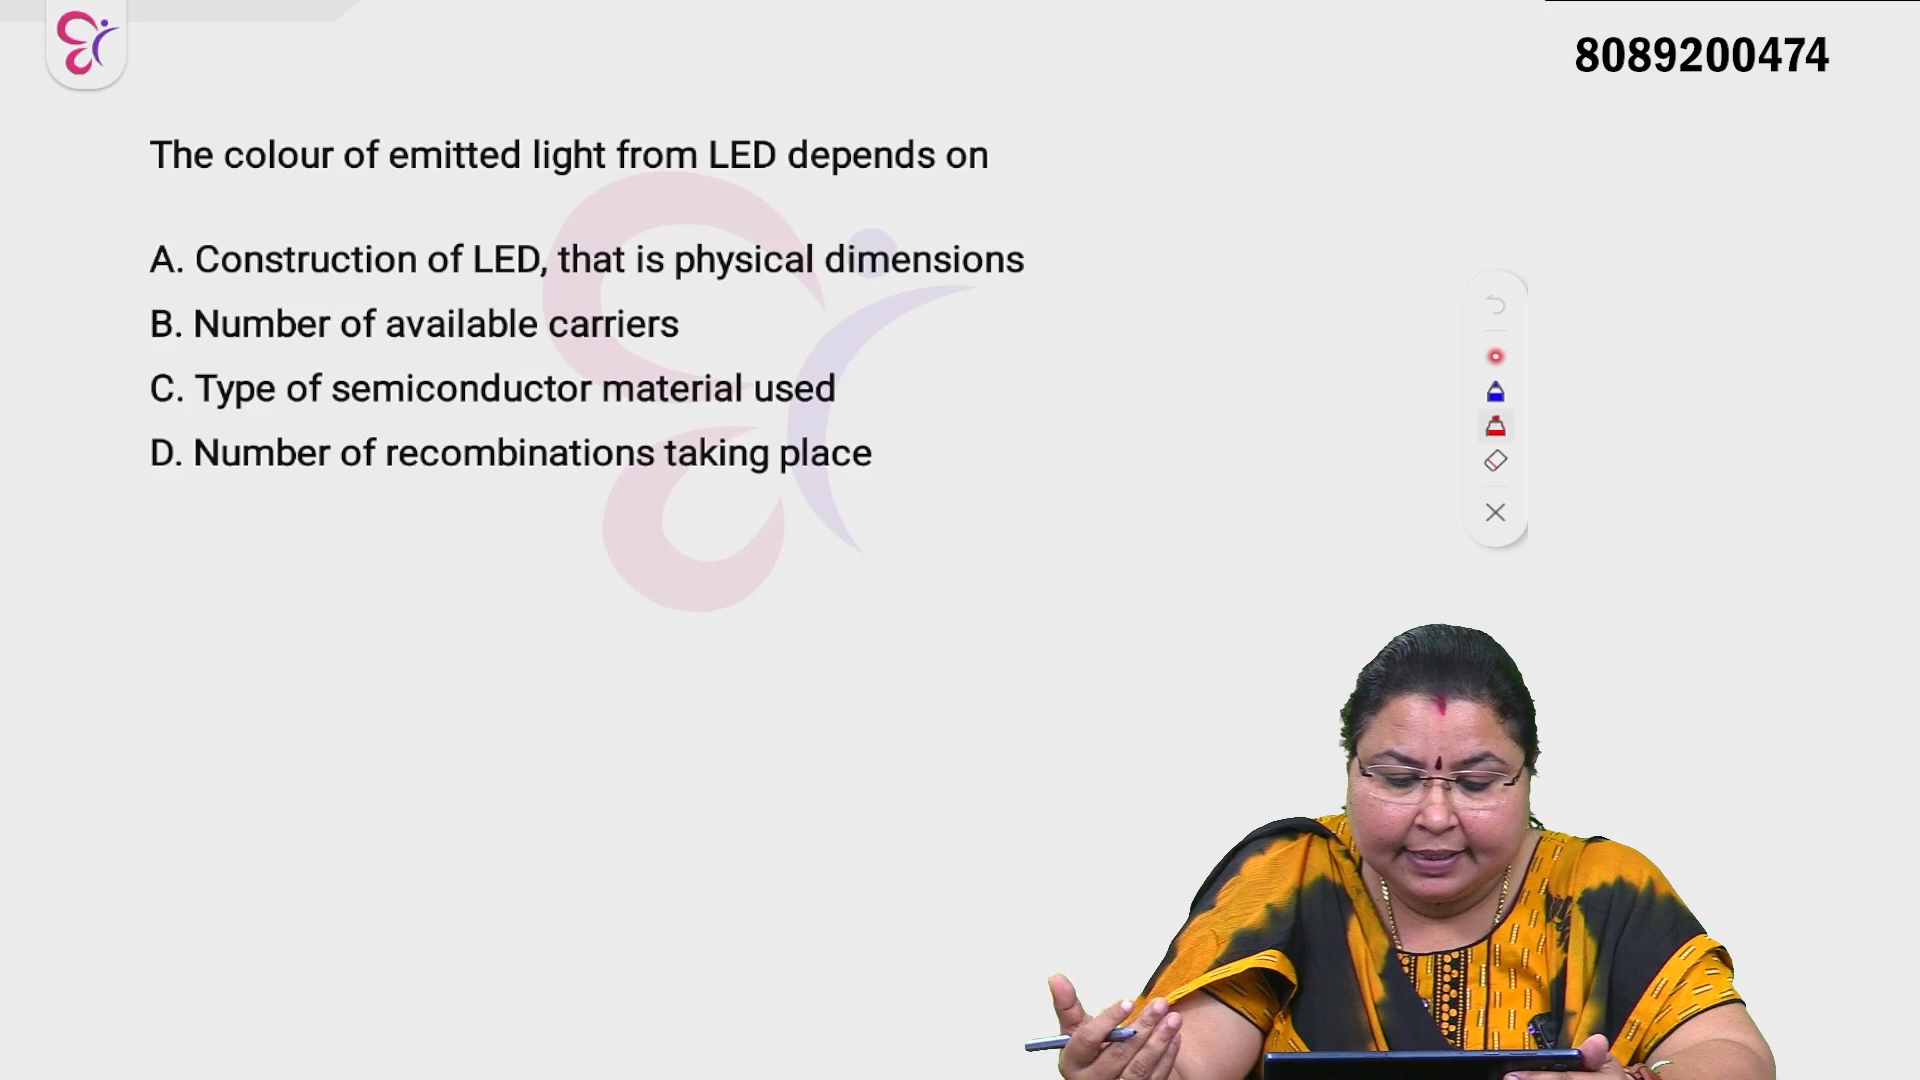 8089200474
The colour of emitted light from LED depends on
A. Construction of LED, that is physical dimensions
B. Number of available carriers
C. Type of semiconductor material used
D. Number of recombinations taking place